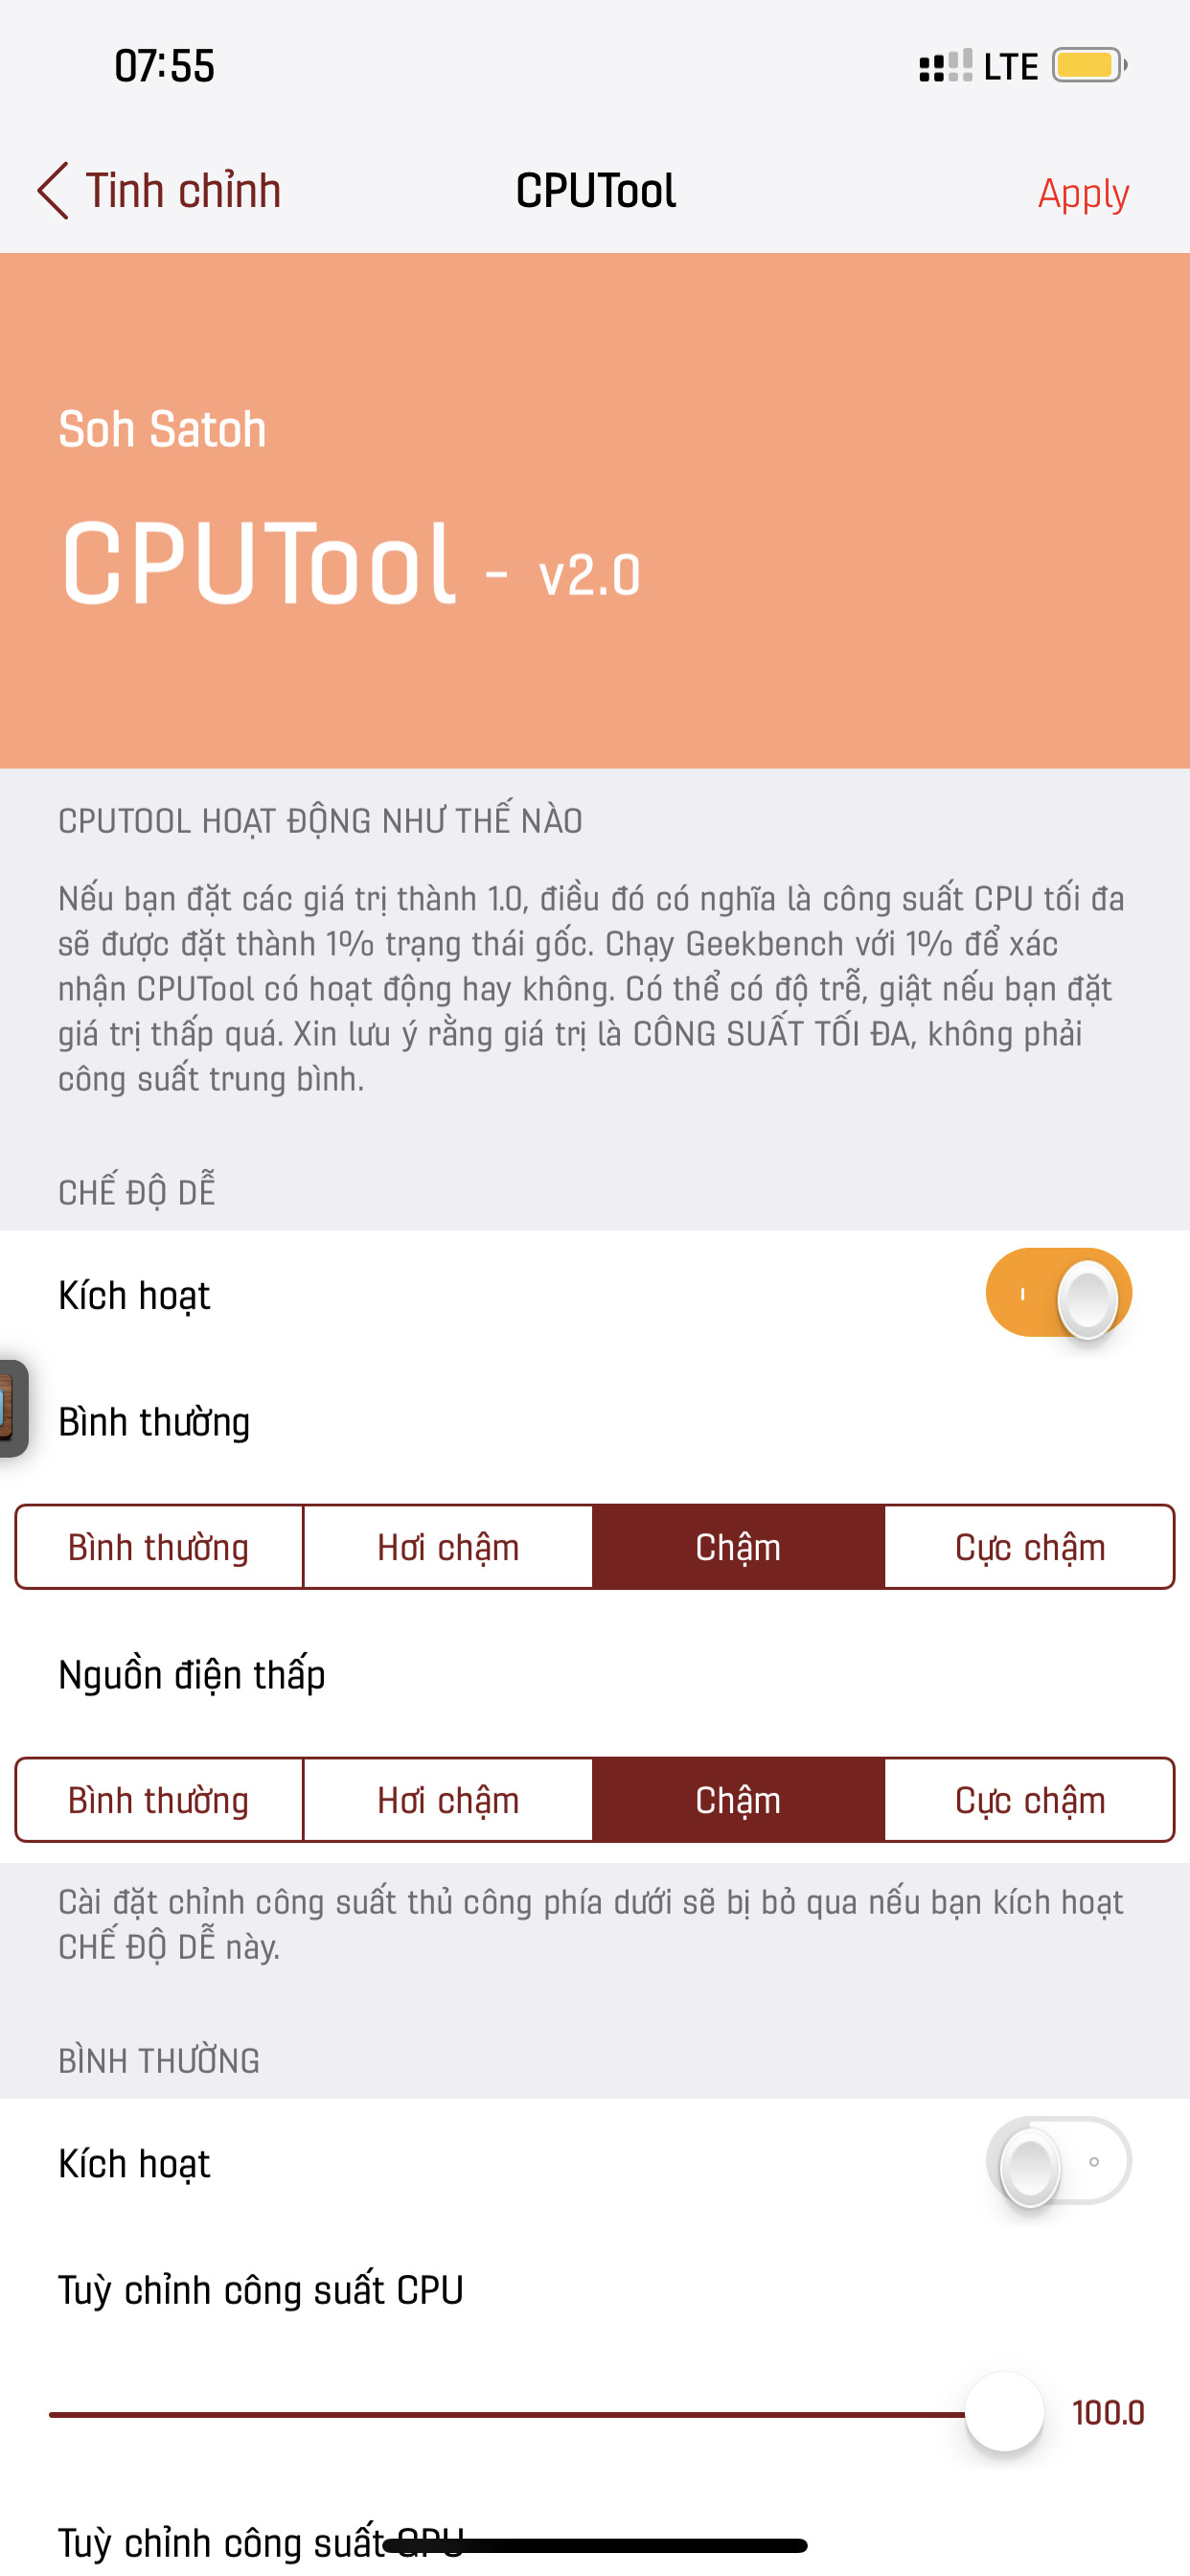 07:55
LTE
Tinh chỉnh
CPUTool
Apply
Soh Satoh
CPUTool - v2.0
CPUTOOL HOẠT ĐỘNG NHƯ THẾ NÀO
Nếu bạn đặt các giá trị thành 1.0, điều đó có nghĩa là công suất CPU tối đa
sẽ được đặt thành 1% trạng thái gốc. Chạy Geekbench với 1% để xác
nhận CPUTool có hoạt động hay không. Có thể có độ trễ, giật nếu bạn đặt
giá trị thấp quá. Xin lưu ý rằng giá trị là CÔNG SUẤT TỐI ĐA, không phải
công suất trung bình.
CHẾ ĐỘ DỄ
Kích hoạt
Bình thường
Bình thường
Hơi chậm
Chậm
Cực chậm
Nguồn điện thấp
Bình thường
Hơi chậm
Chậm
Cực chậm
Cài đặt chỉnh công suất thủ công phía dưới sẽ bị bỏ qua nếu bạn kích hoạt
CHẾ ĐỘ DỄ này.
BÌNH THƯỜNG
Kích hoạt
Tuỳ chỉnh công suất CPU
100.0
Tuỳ chỉnh công suất GPU